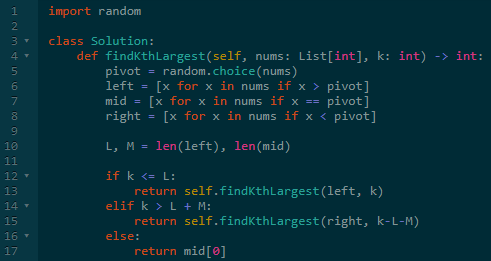 1 import random
2
3 class Solution:
4 def findKthLargest(self, nums: List[int], k: int) -> int:
5 pivot = random.choice(nums)
6 left = [x for x in nums if x > pivot]
7 mid = [x for x in nums if x == pivot]
8 right = [x for x in nums if x < pivot]
9
10 L, M = len(left), len(mid)
11
12 if k <= L:
13 return self.findKthLargest(left, k)
14 elif k > L + M:
15 return self.findKthLargest(right, k-L-M)
16 else:
17 return mid[0]